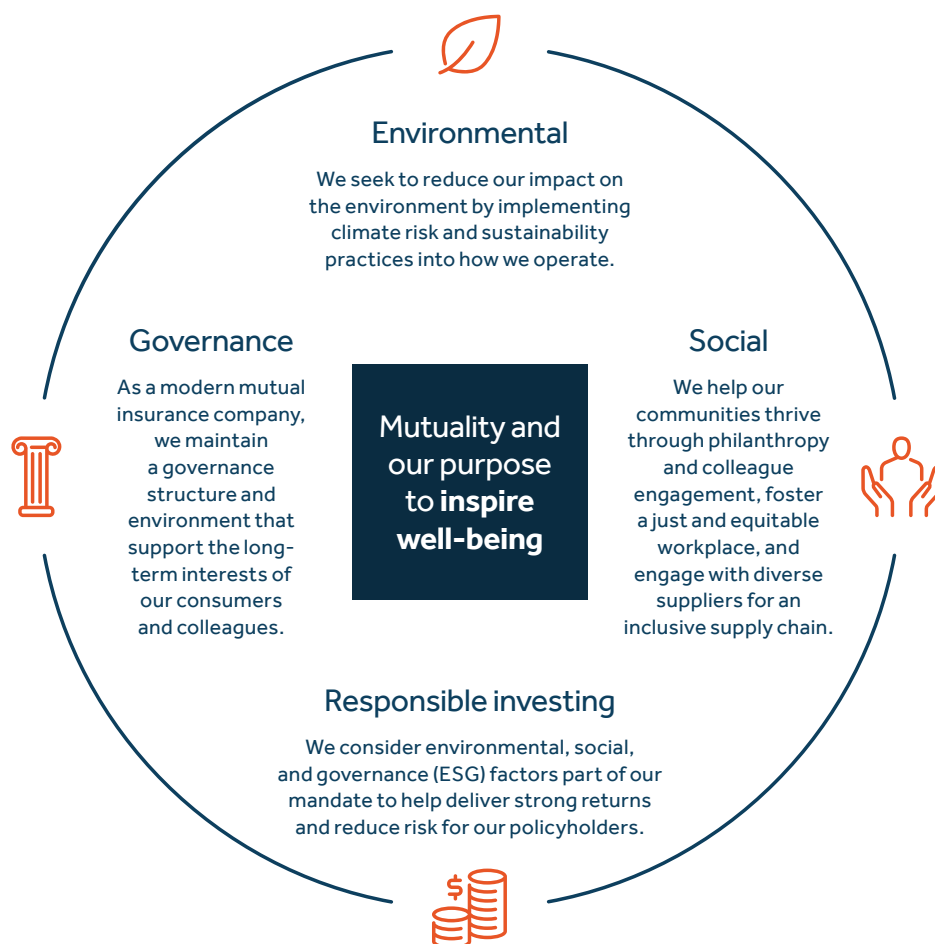 Environmental
We seek to reduce our impact on
the environment by implementing
climate risk and sustainability
practices into how we operate.
Governance
As a modern mutual
insurance company,
we maintain
a governance
structure and
environment that
support the long-
term interests of
our consumers
and colleagues.
Mutuality and
our purpose
to inspire
well-being
Social
We help our
communities thrive
through philanthropy
and colleague
engagement, foster
a just and equitable
workplace, and
engage with diverse
suppliers for an
inclusive supply chain.
Responsible investing
We consider environmental, social,
and governance (ESG) factors part of our
mandate to help deliver strong returns
and reduce risk for our policyholders.
$